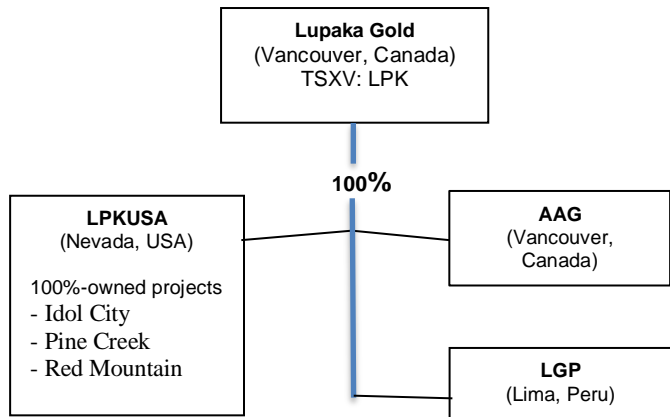 Lupaka Gold
(Vancouver, Canada)
TSXV: LPK
100%
LPKUSA
(Nevada, USA)
100%-owned projects
- Idol City
- Pine Creek
- Red Mountain
AAG
(Vancouver,
Canada)
LGP
(Lima, Peru)